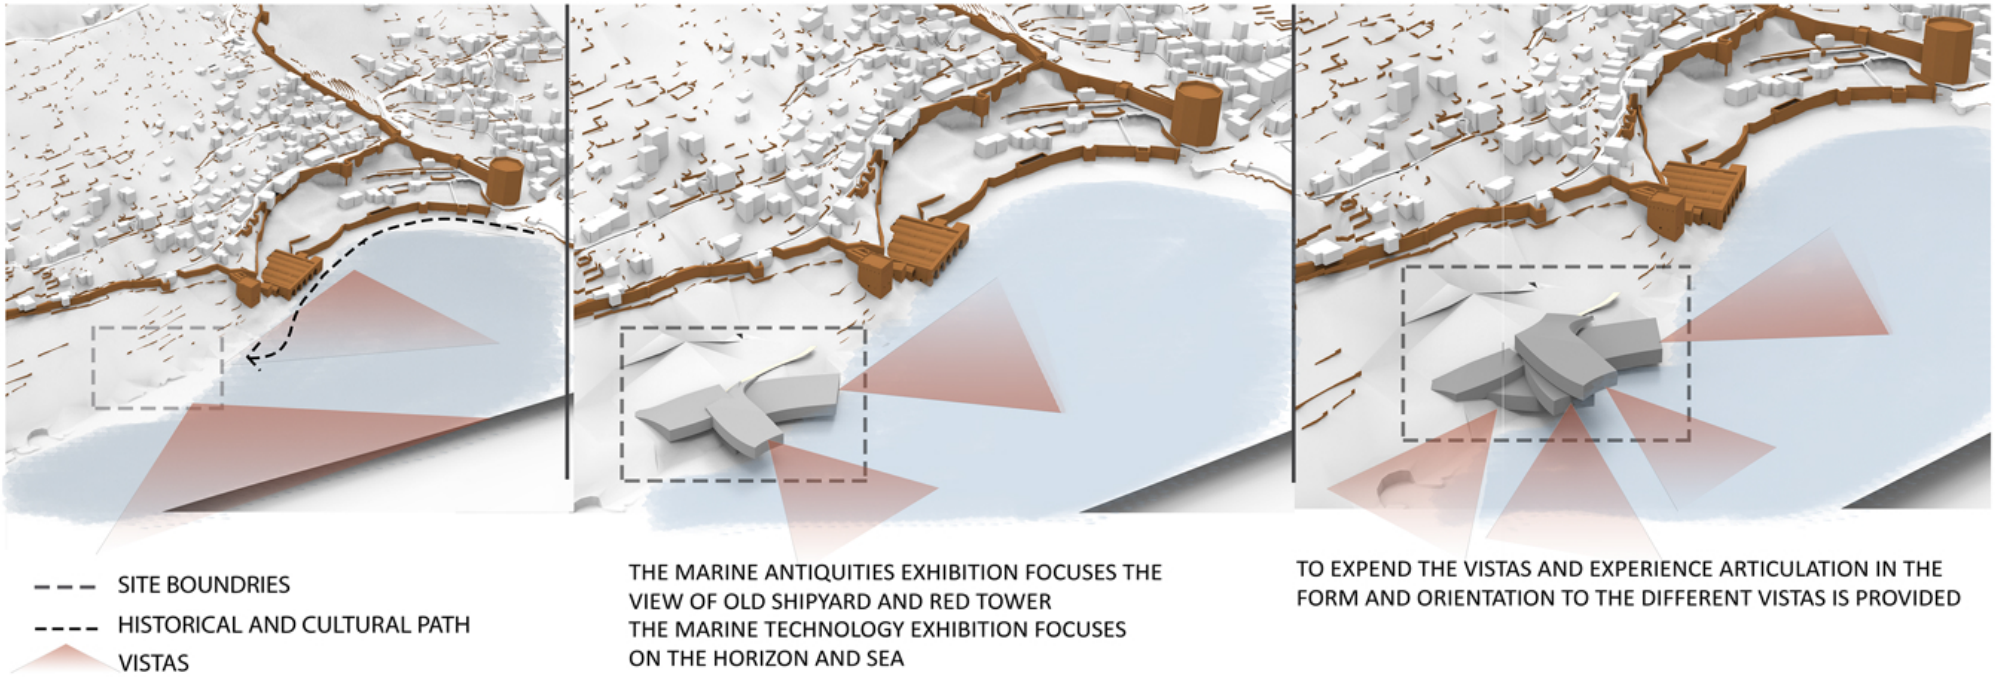 SITE BOUNDRIES
HISTORICAL AND CULTURAL PATH
VISTAS
THE MARINE ANTIQUITIES EXHIBITION FOCUSES THE
VIEW OF OLD SHIPYARD AND RED TOWER
THE MARINE TECHNOLOGY EXHIBITION FOCUSES
ON THE HORIZON AND SEA
TO EXPEND THE VISTAS AND EXPERIENCE ARTICULATION IN THE
FORM AND ORIENTATION TO THE DIFFERENT VISTAS IS PROVIDED